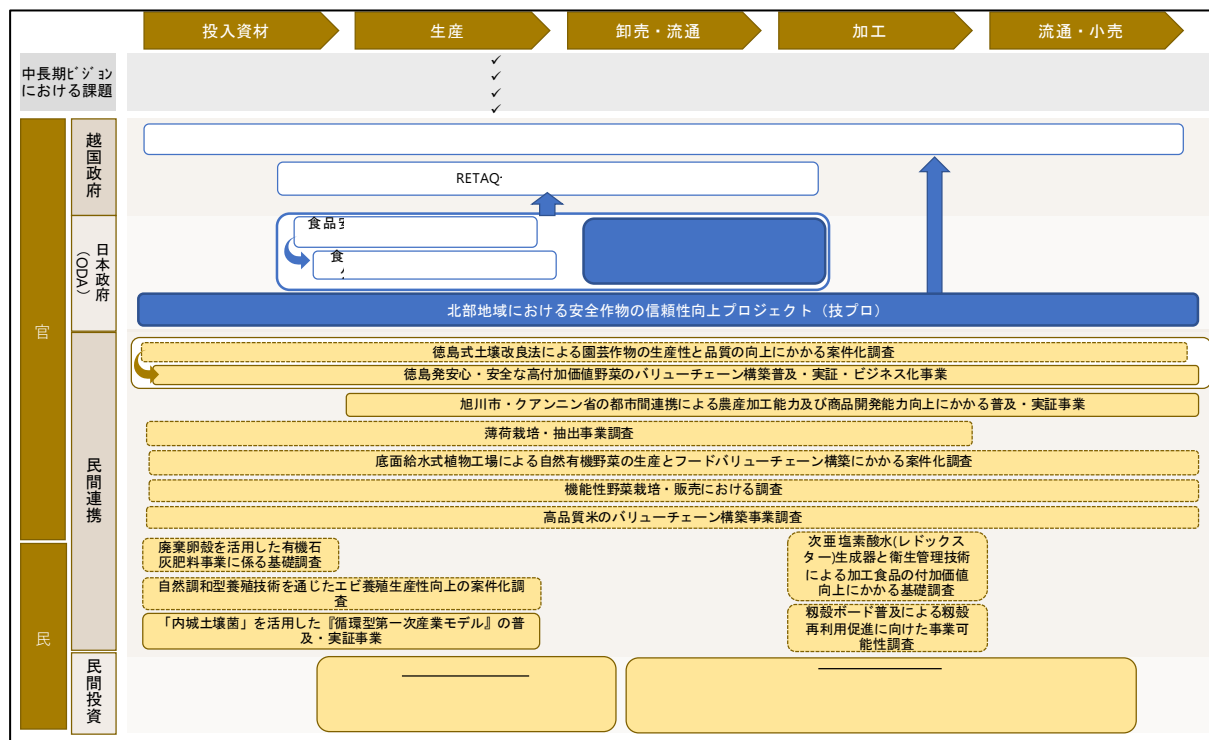 投入資材
生産
卸売・流通
加工
流通・小売
中長期ﾋﾞｼﾞｮﾝ
における課題
✓
✓
✓
✓
官
民
越国政府
RETAQ·
日本政府
(ODA)
食品安
食
北部地域における安全作物の信頼性向上プロジェクト（技プロ）
民間連携
徳島式土壌改良法による園芸作物の生産性と品質の向上にかかる案件化調査
徳島発安心・安全な高付加価値野菜のバリューチェーン構築普及・実証・ビジネス化事業
旭川市・クアンニン省の都市間連携による農産加工能力及び商品開発能力向上にかかる普及・実証事業
薄荷栽培・抽出事業調査
底面給水式植物工場による自然有機野菜の生産とフードバリューチェーン構築にかかる案件化調査
機能性野菜栽培・販売における調査
高品質米のバリューチェーン構築事業調査
廃棄卵殻を活用した有機石
灰肥料事業に係る基礎調査
自然調和型養殖技術を通じたエビ養殖生産性向上の案件化調
査
「内城土壌菌」を活用した『循環型第一次産業モデル』の普
及・実証事業
次亜塩素酸水(レドックス
ター)生成器と衛生管理技術
による加工食品の付加価値
向上にかかる基礎調査
籾殻ボード普及による籾殻
再利用促進に向けた事業可
能性調査
民間投資